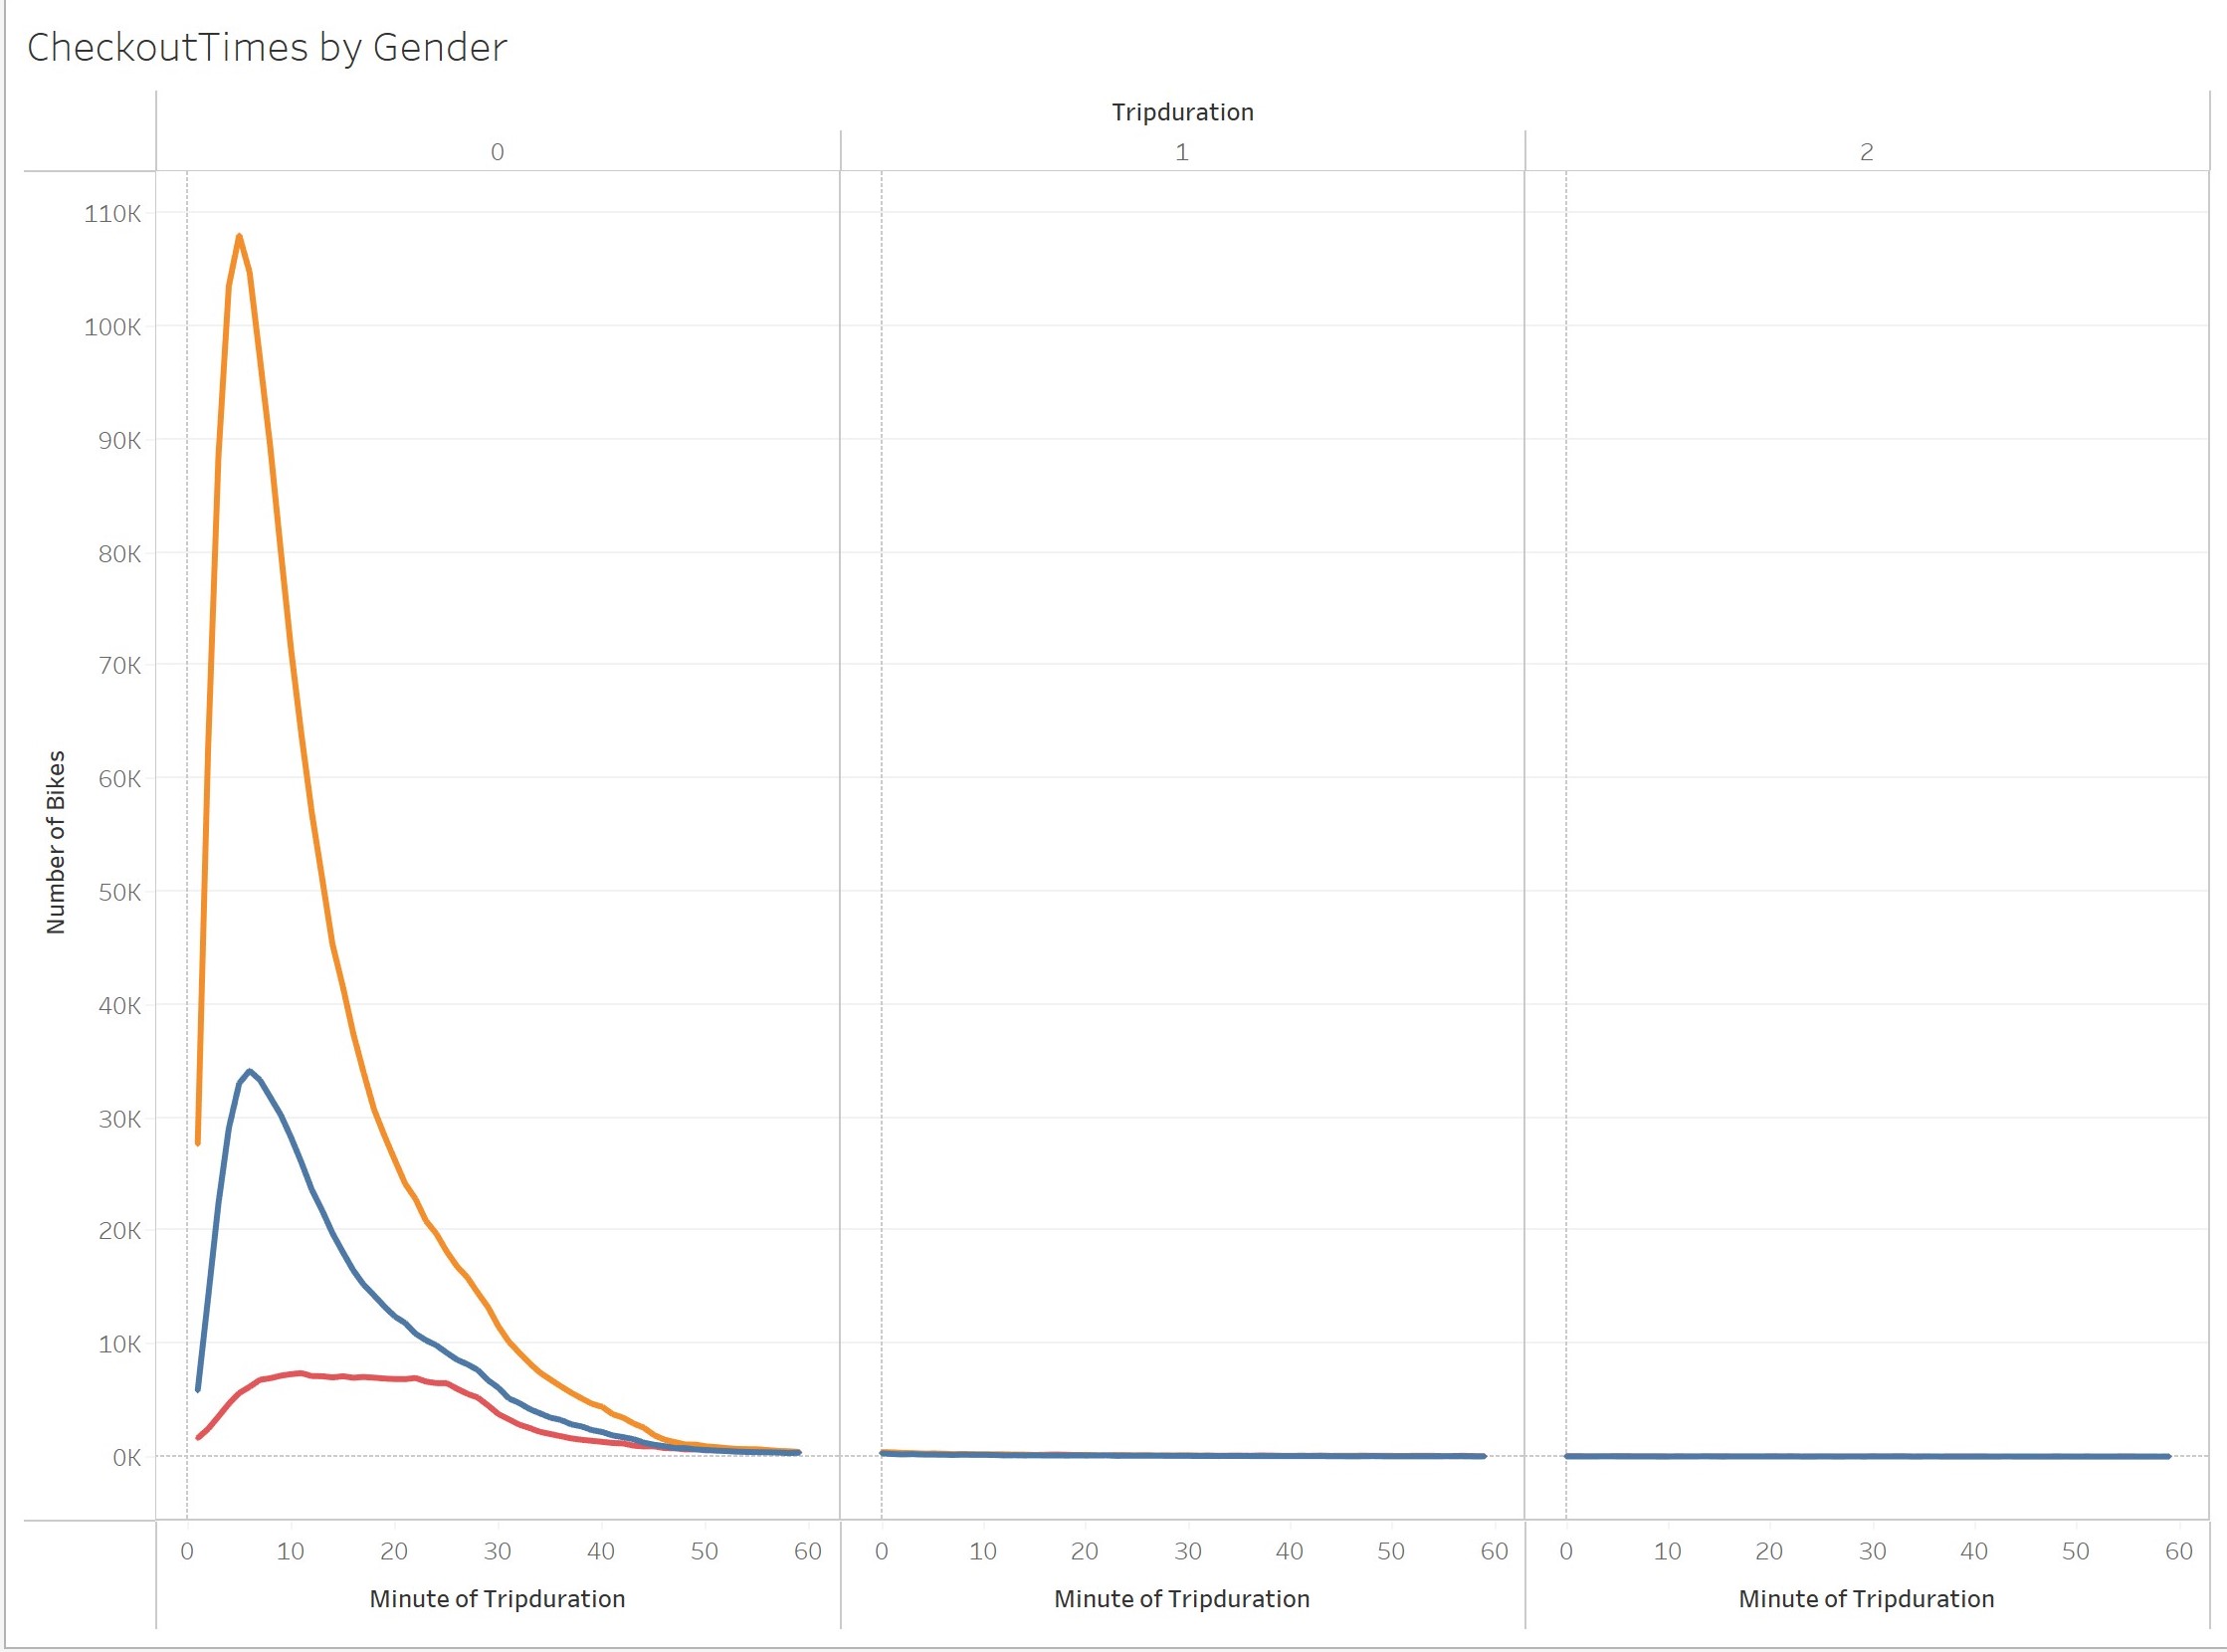 CheckoutTimes by Gender
Tripduration
0 1 2
110K
100K
90K
80K
70K
60K
50K
40K
30K
20K
10K
0K
Number of Bikes
0 10 20 30 40 50 60 0 10 20 30 40 50 60 0 10 20 30 40 50 60
Minute of Tripduration Minute of Tripduration Minute of Tripduration